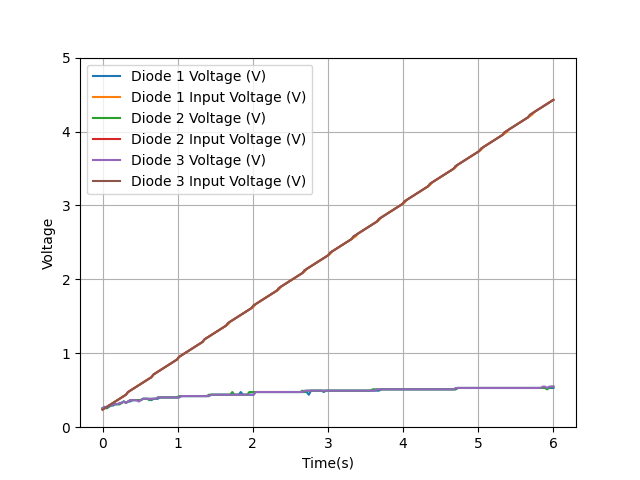 Diode 1 Voltage (V)
Diode 1 Input Voltage (V)
Diode 2 Voltage (V)
Diode 2 Input Voltage (V)
Diode 3 Voltage (V)
Diode 3 Input Voltage (V)
5
4
3
2
1
0
Voltage
0 1 2 3 4 5 6
Time(s)